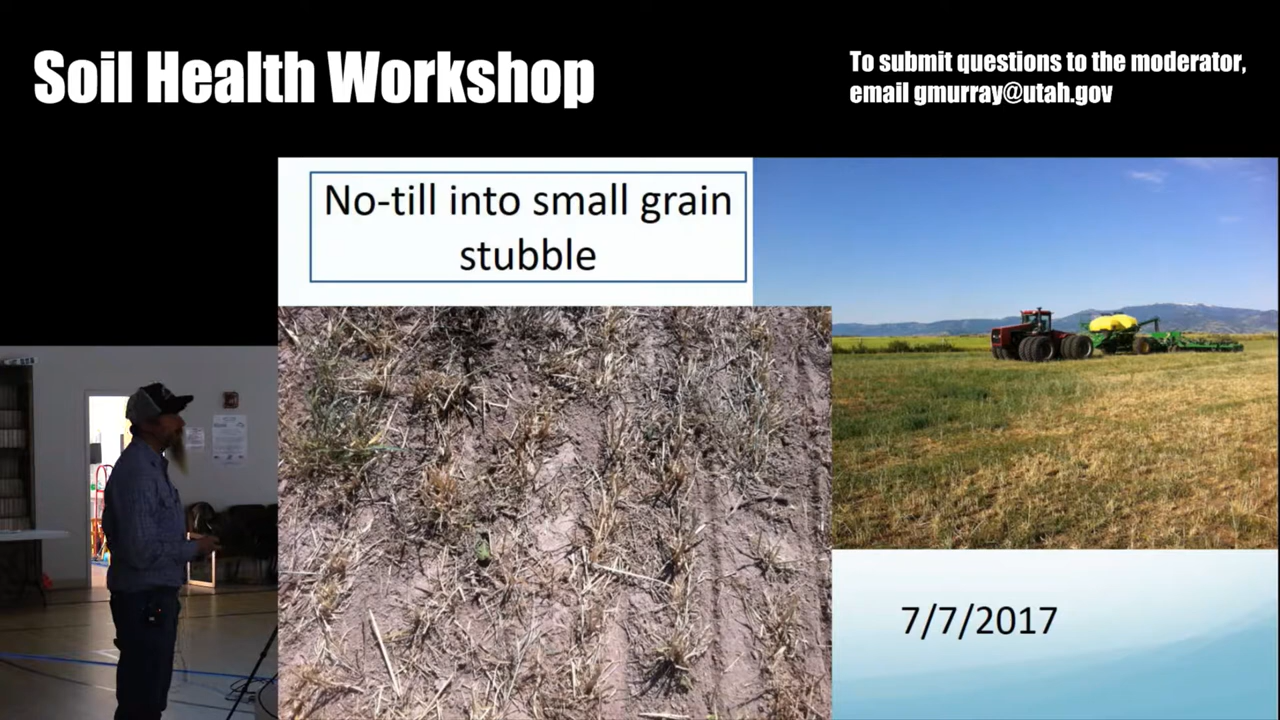 Soil Health Workshop
To submit questions to the moderator,
email gmurray@utah.gov
No-till into small grain
stubble
7/7/2017